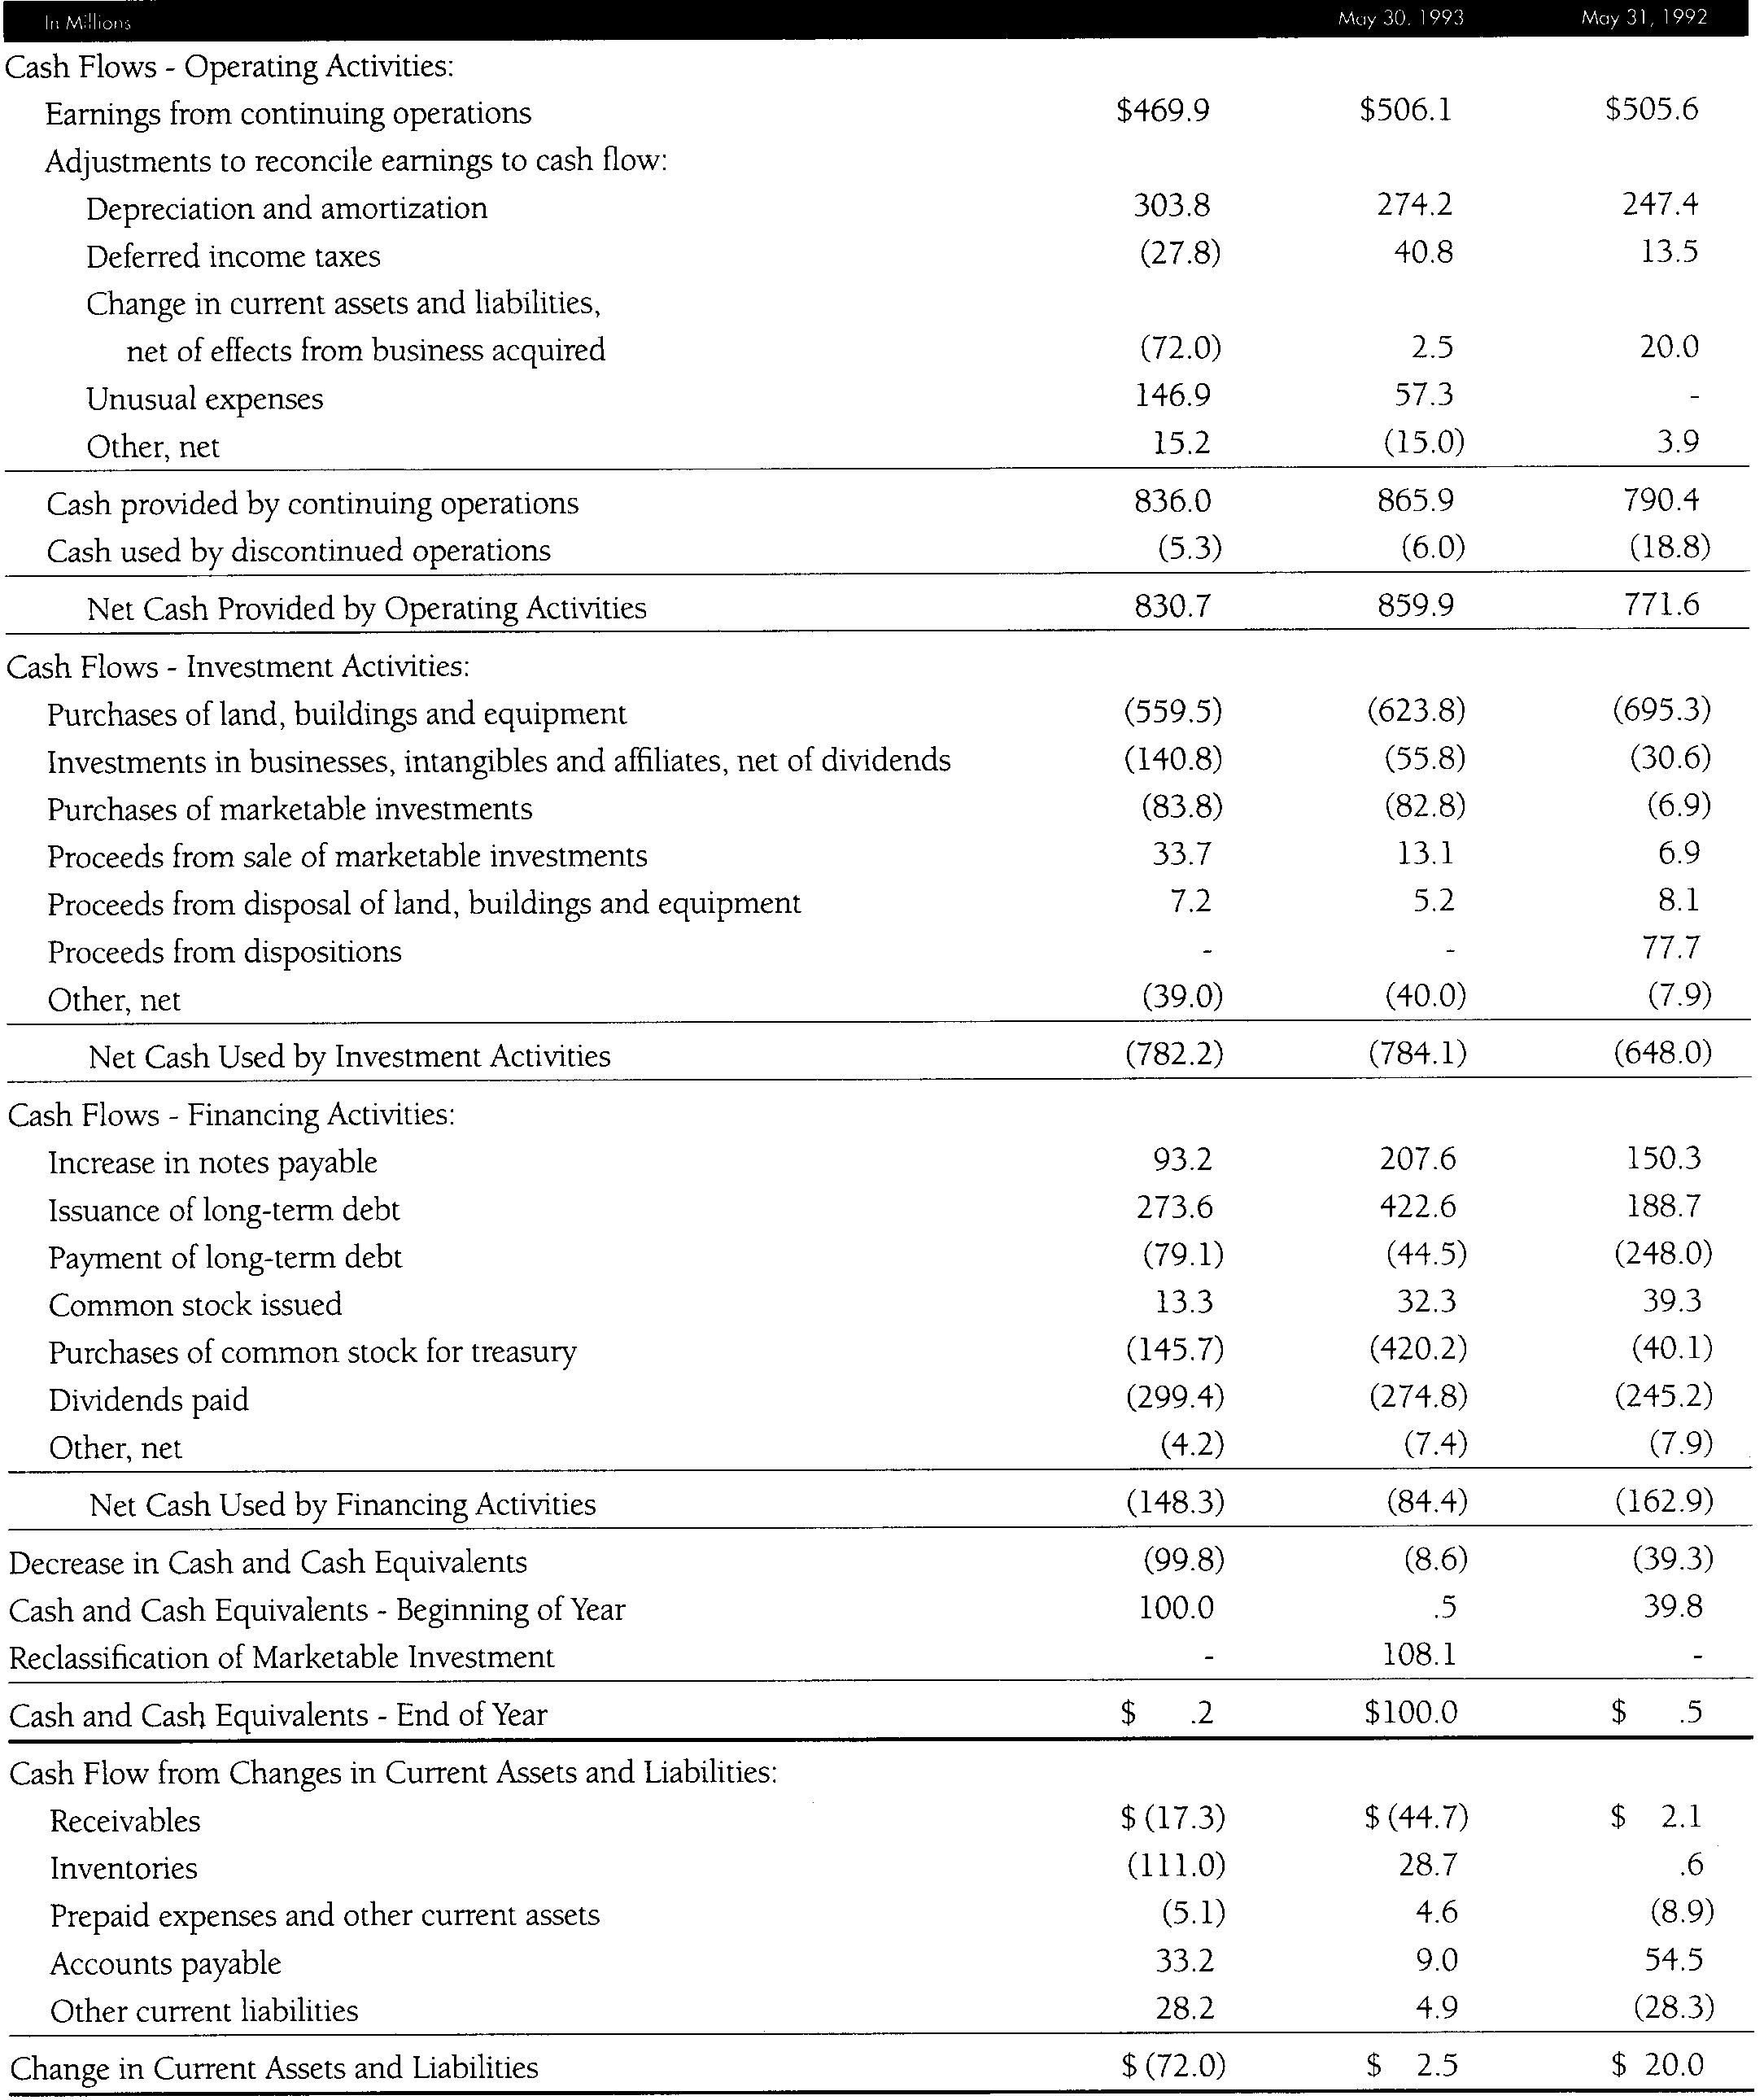 In Millions May 30, 1993 May 31, 1992
Cash Flows - Operating Activities:
Earnings from continuing operations $469.9 $506.1 $505.6
Adjustments to reconcile earnings to cash flow:
Depreciation and amortization 303.8 274.2 247.4
Deferred income taxes (27.8) 40.8 13.5
Change in current assets and liabilities,
net of effects from business acquired (72.0) 2.5 20.0
Unusual expenses 146.9 57.3 -
Other, net 15.2 (15.0) 3.9
Cash provided by continuing operations 836.0 865.9 790.4
Cash used by discontinued operations (5.3) (6.0) (18.8)
Net Cash Provided by Operating Activities 830.7 859.9 771.6
Cash Flows - Investment Activities:
Purchases of land, buildings and equipment (559.5) (623.8) (695.3)
Investments in businesses, intangibles and affiliates, net of dividends (140.8) (55.8) (30.6)
Purchases of marketable investments (83.8) (82.8) (6.9)
Proceeds from sale of marketable investments 33.7 13.1 6.9
Proceeds from disposal of land, buildings and equipment 7.2 5.2 8.1
Proceeds from dispositions - - 77.7
Other, net (39.0) (40.0) (7.9)
Net Cash Used by Investment Activities (782.2) (784.1) (648.0)
Cash Flows - Financing Activities:
Increase in notes payable 93.2 207.6 150.3
Issuance of long-term debt 273.6 422.6 188.7
Payment of long-term debt (79.1) (44.5) (248.0)
Common stock issued 13.3 32.3 39.3
Purchases of common stock for treasury (145.7) (420.2) (40.1)
Dividends paid (299.4) (274.8) (245.2)
Other, net (4.2) (7.4) (7.9)
Net Cash Used by Financing Activities (148.3) (84.4) (162.9)
Decrease in Cash and Cash Equivalents (99.8) (8.6) (39.3)
Cash and Cash Equivalents - Beginning of Year 100.0 .5 39.8
Reclassification of Marketable Investment - 108.1 -
Cash and Cash Equivalents - End of Year $ .2 $100.0 $ .5
Cash Flow from Changes in Current Assets and Liabilities:
Receivables $ (17.3) $ (44.7) $ 2.1
Inventories (111.0) 28.7 .6
Prepaid expenses and other current assets (5.1) 4.6 (8.9)
Accounts payable 33.2 9.0 54.5
Other current liabilities 28.2 4.9 (28.3)
Change in Current Assets and Liabilities $ (72.0) $ 2.5 $ 20.0